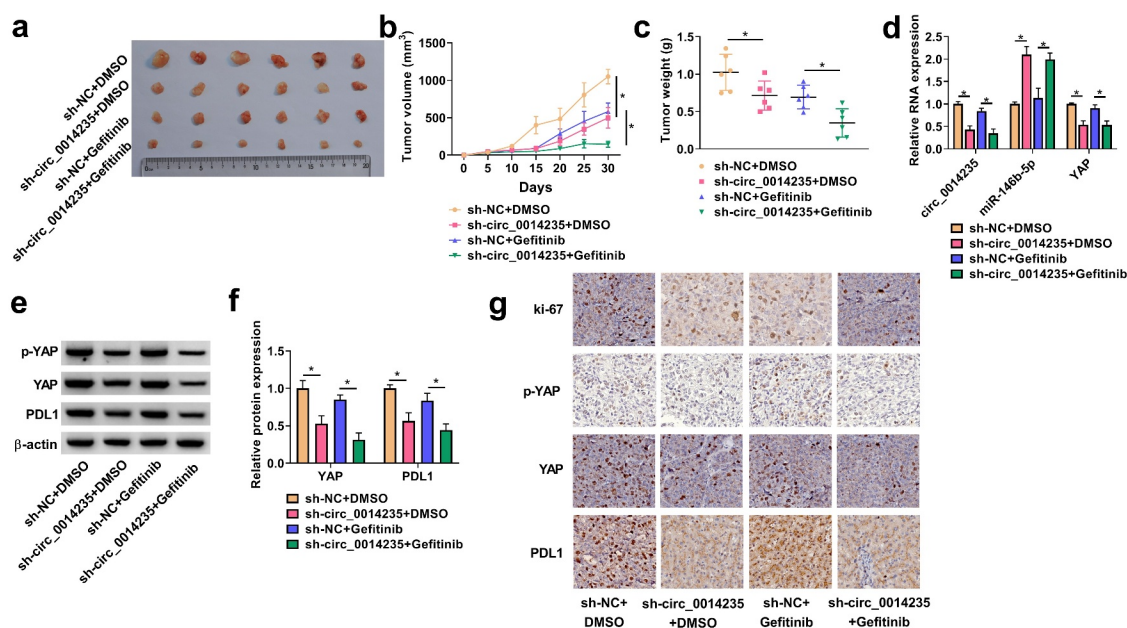 a
sh-NC+DMSO
sh-circ_0014235+DMSO
sh-NC+Gefitinib
sh-circ_0014235+Gefitinib
b
Tumor volume (mm3)
1500
1000
500
0
0 5 10 15 20 25 30
Days
*
*
sh-NC+DMSO
sh-circ_0014235+DMSO
sh-NC+Gefitinib
sh-circ_0014235+Gefitinib
c
Tumor weight (g)
1.5
1.0
0.5
0.0
*
*
sh-NC+DMSO
sh-circ_0014235+DMSO
sh-NC+Gefitinib
sh-circ_0014235+Gefitinib
d
Relative RNA expression
2.5
2.0
1.5
1.0
0.5
0.0
* * * * * *
circ_0014235
miR-146b-5p
YAP
sh-NC+DMSO
sh-circ_0014235+DMSO
sh-NC+Gefitinib
sh-circ_0014235+Gefitinib
e
p-YAP
YAP
PDL1
β-actin
sh-NC+DMSO
sh-circ_0014235+DMSO
sh-NC+Gefitinib
sh-circ_0014235+Gefitinib
f
Relative protein expression
1.5
1.0
0.5
0.0
* * * *
YAP PDL1
sh-NC+DMSO
sh-circ_0014235+DMSO
sh-NC+Gefitinib
sh-circ_0014235+Gefitinib
g
ki-67
p-YAP
YAP
PDL1
sh-NC+
DMSO
sh-circ_0014235
+DMSO
sh-NC+
Gefitinib
sh-circ_0014235
+Gefitinib